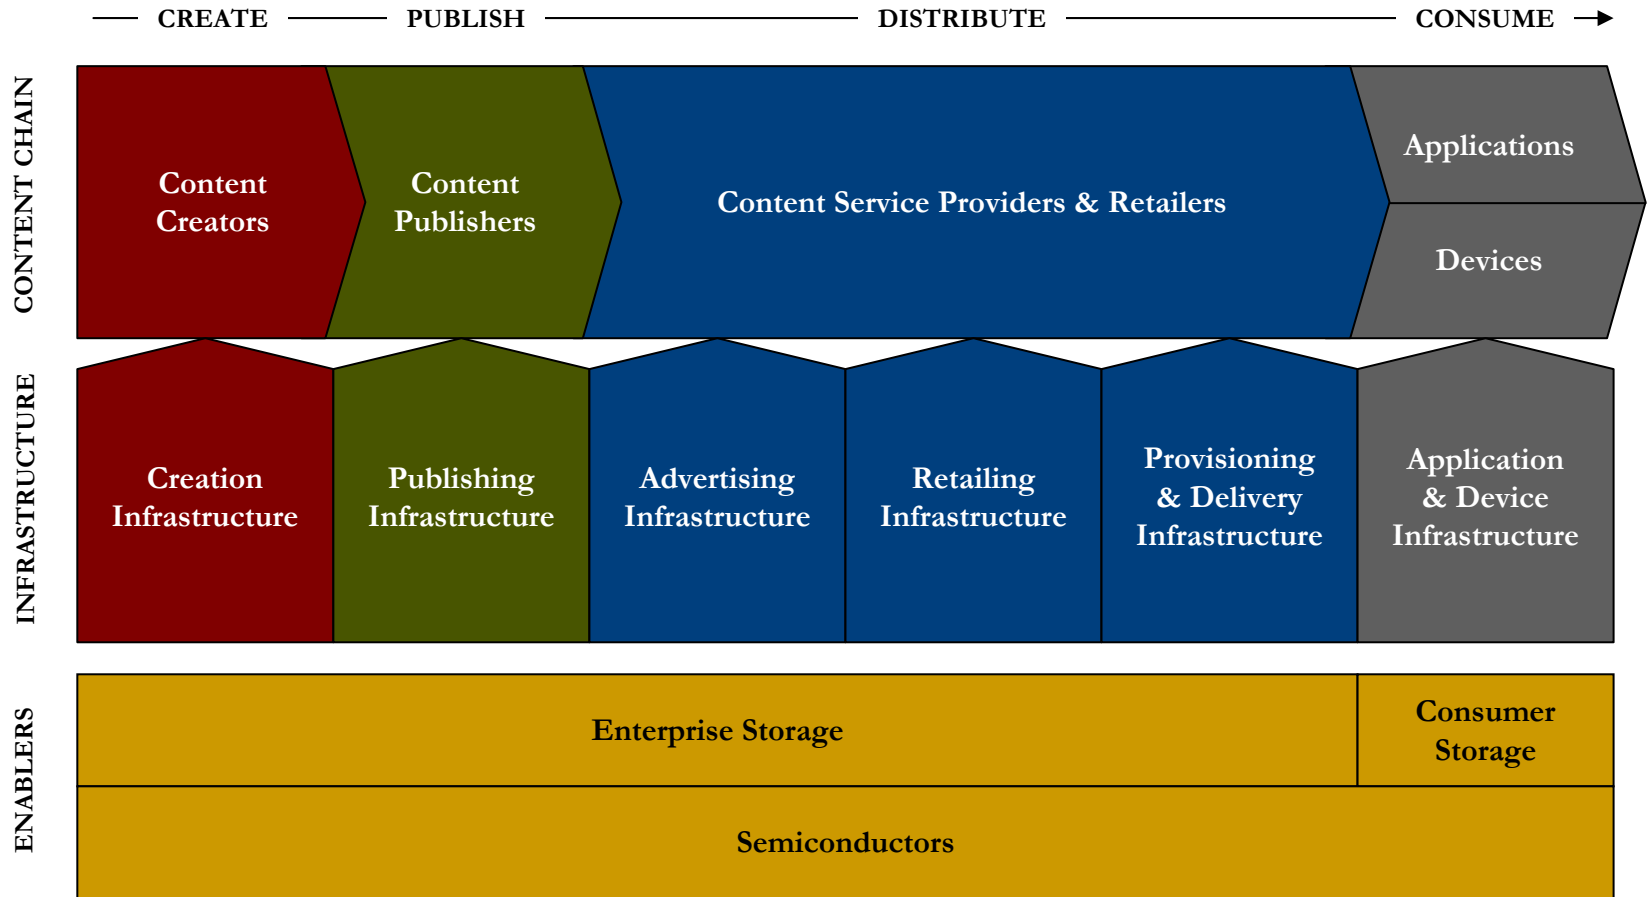 CREATE
PUBLISH
DISTRIBUTE
CONSUME
CONTENT CHAIN
Content
Creators
Content
Publishers
Content Service Providers & Retailers
Applications
Devices
INFRASTRUCTURE
Creation
Infrastructure
Publishing
Infrastructure
Advertising
Infrastructure
Retailing
Infrastructure
Provisioning
& Delivery
Infrastructure
Application
& Device
Infrastructure
ENABLERS
Enterprise Storage
Consumer
Storage
Semiconductors